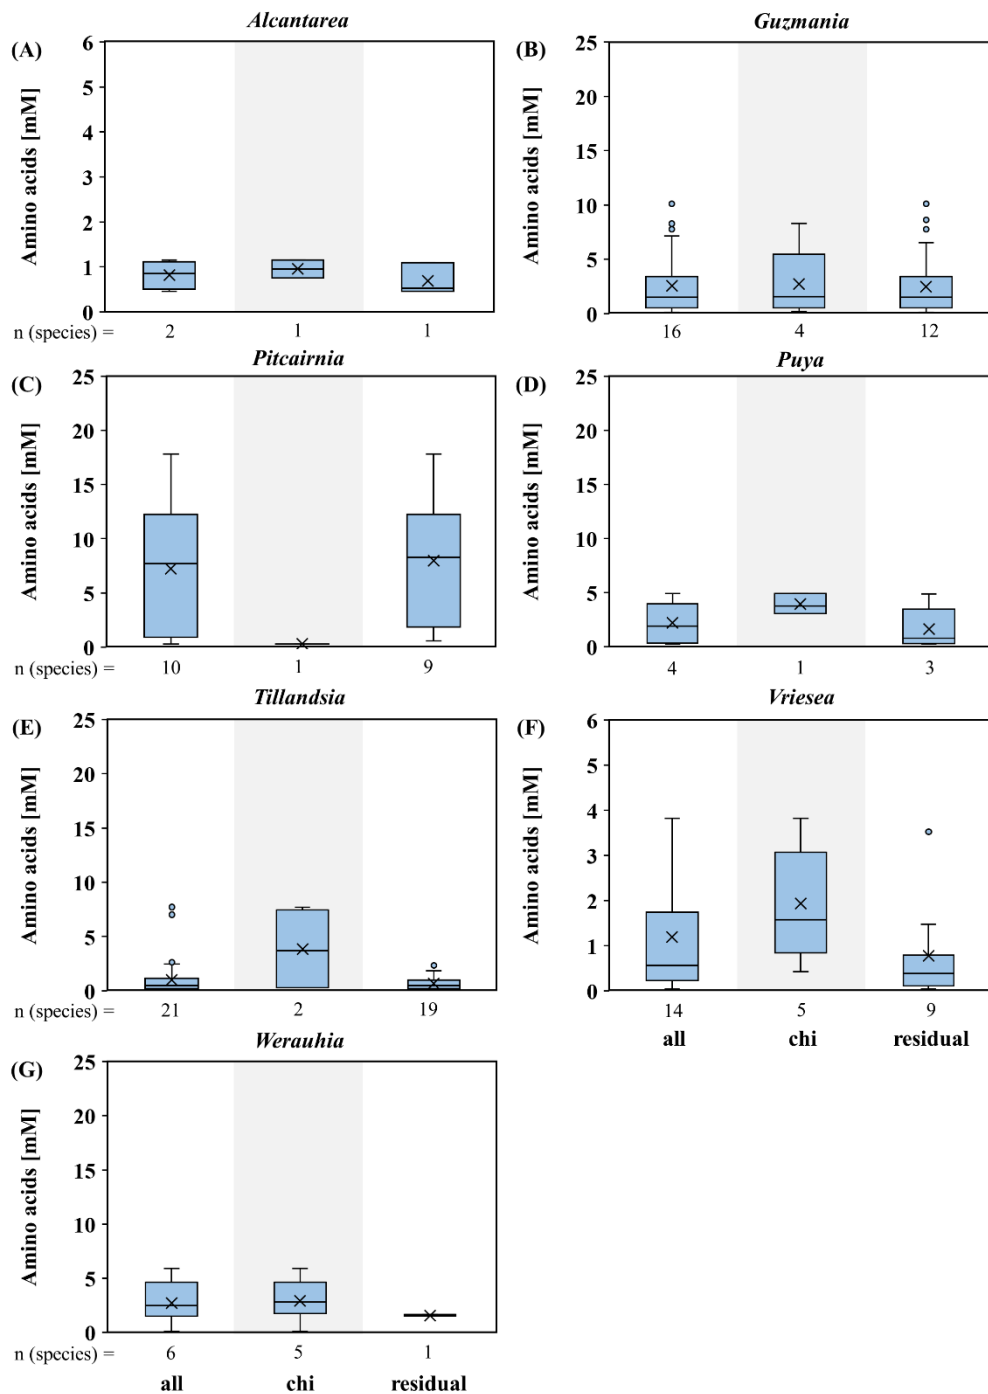 Alcantarea
(A)
Amino acids [mM]
6
5
4
3
2
1
0
n (species) = 2 1 1
Guzmania
(B)
Amino acids [mM]
25
20
15
10
5
0
16 4 12
Pitcairnia
(C)
Amino acids [mM]
25
20
15
10
5
0
n (species) = 10 1 9
Puya
(D)
Amino acids [mM]
25
20
15
10
5
0
4 1 3
Tillandsia
(E)
Amino acids [mM]
25
20
15
10
5
0
n (species) = 21 2 19
Vriesea
(F)
Amino acids [mM]
6
5
4
3
2
1
0
14 5 9
all chi residual
Werauhia
(G)
Amino acids [mM]
25
20
15
10
5
0
n (species) = 6 5 1
all chi residual